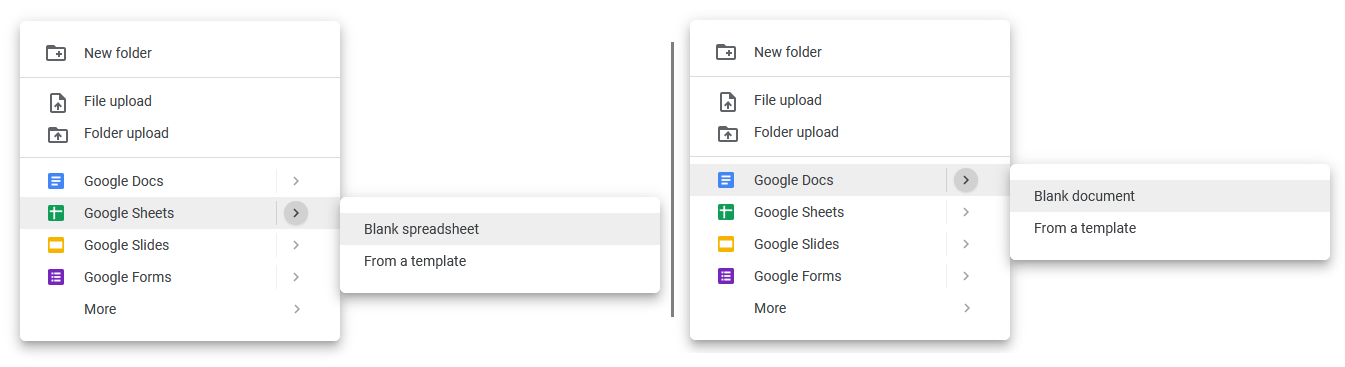 New folder
File upload
Folder upload
Google Docs
Google Sheets
Google Slides
Google Forms
More
Blank spreadsheet
From a template
New folder
File upload
Folder upload
Google Docs
Google Sheets
Google Slides
Google Forms
More
Blank document
From a template